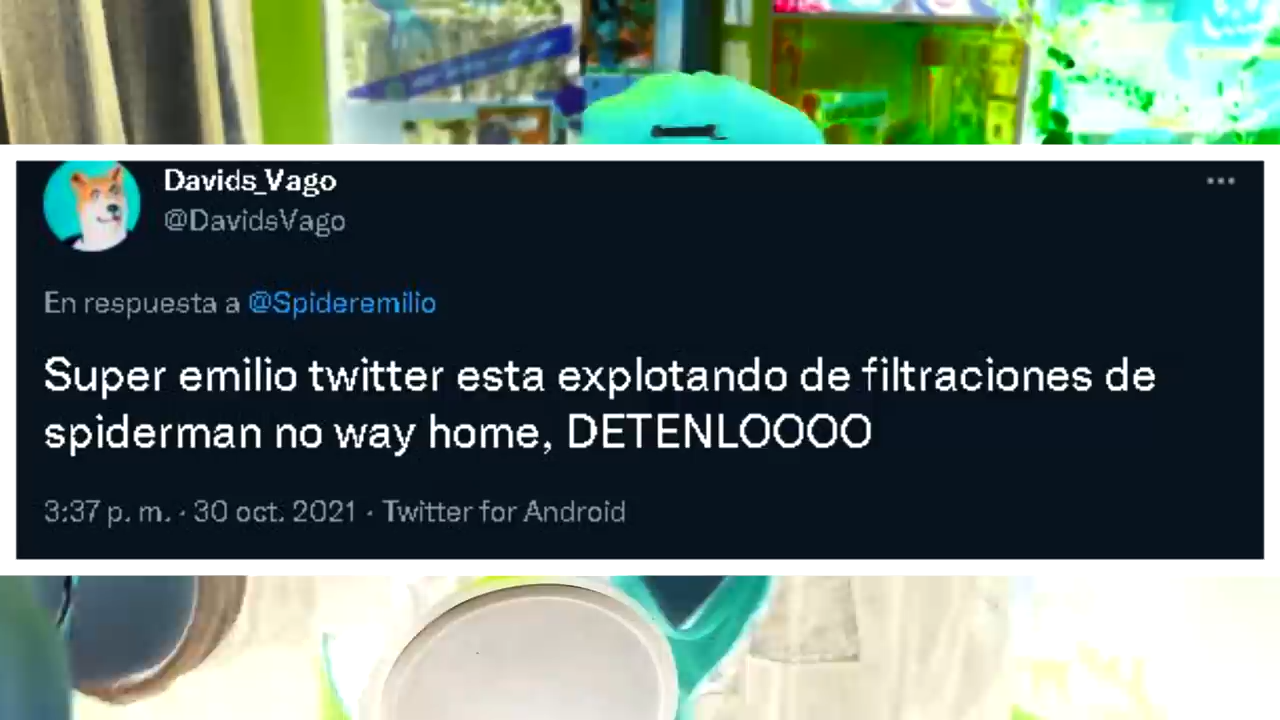 Davids_Vago
@DavidsVago
En respuesta a @Spideremilio
Super emilio twitter esta explotando de filtraciones de
spiderman no way home, DETENLOOOO
3:37 p. m. · 30 oct. 2021 · Twitter for Android